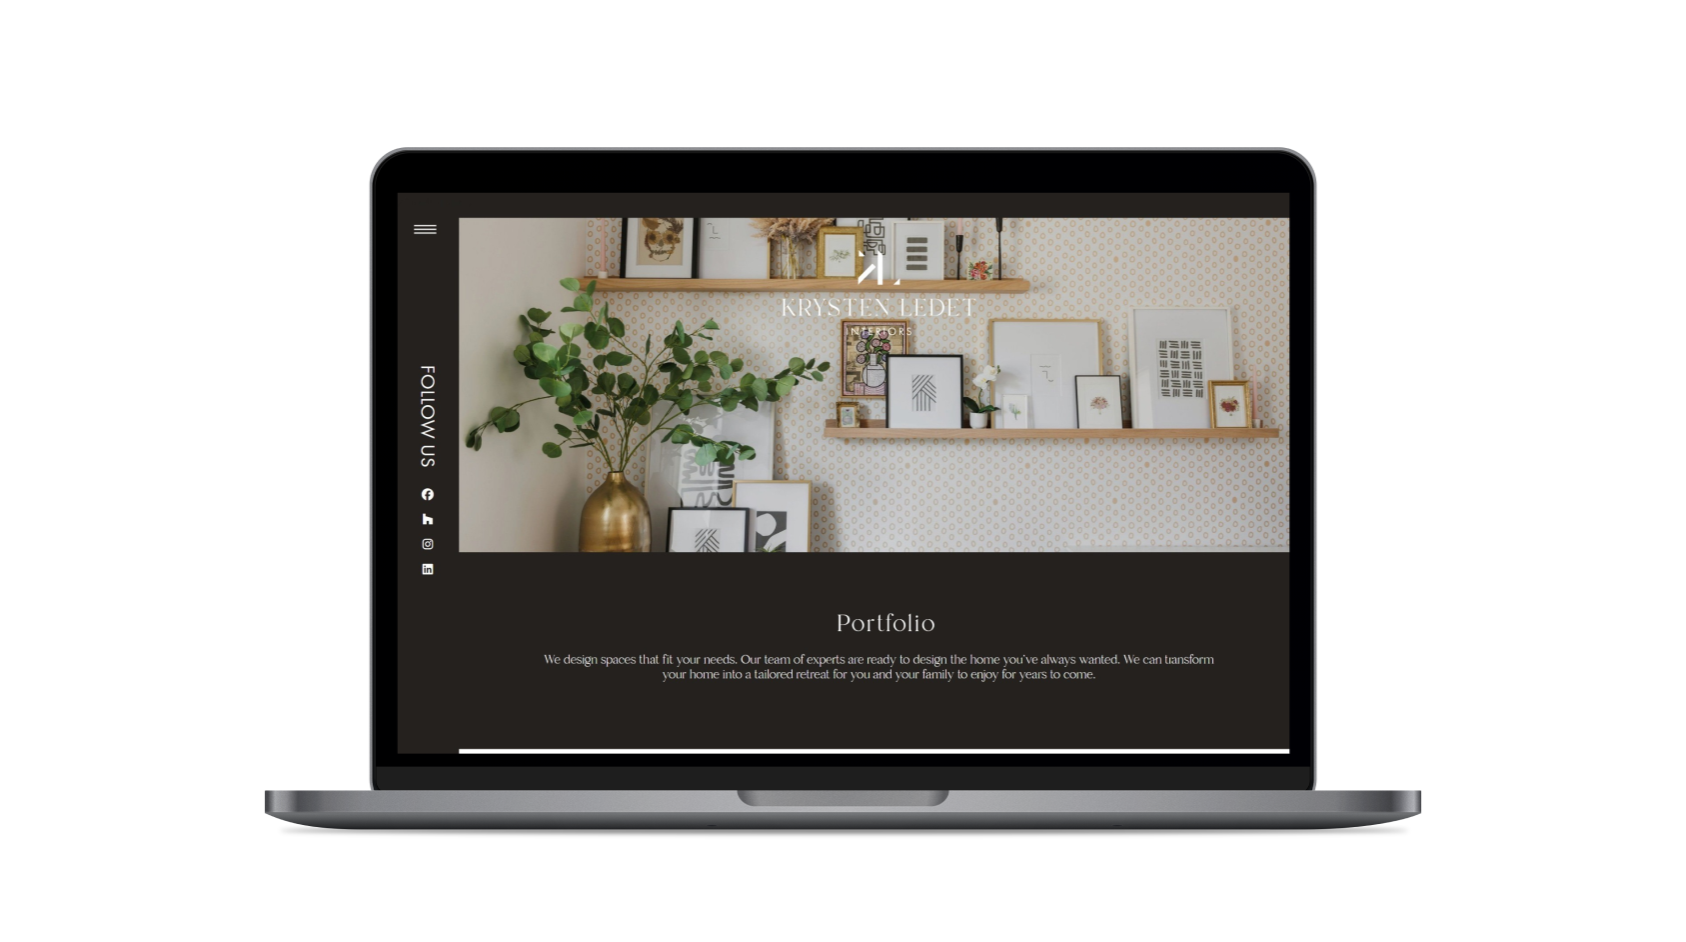 KRYSTEN LEDET
INTERIORS
FOLLOW US
Portfolio
We design spaces that fit your needs. Our team of experts are ready to design the home you've always wanted. We can transform
your home into a tailored retreat for you and your family to enjoy for years to come.